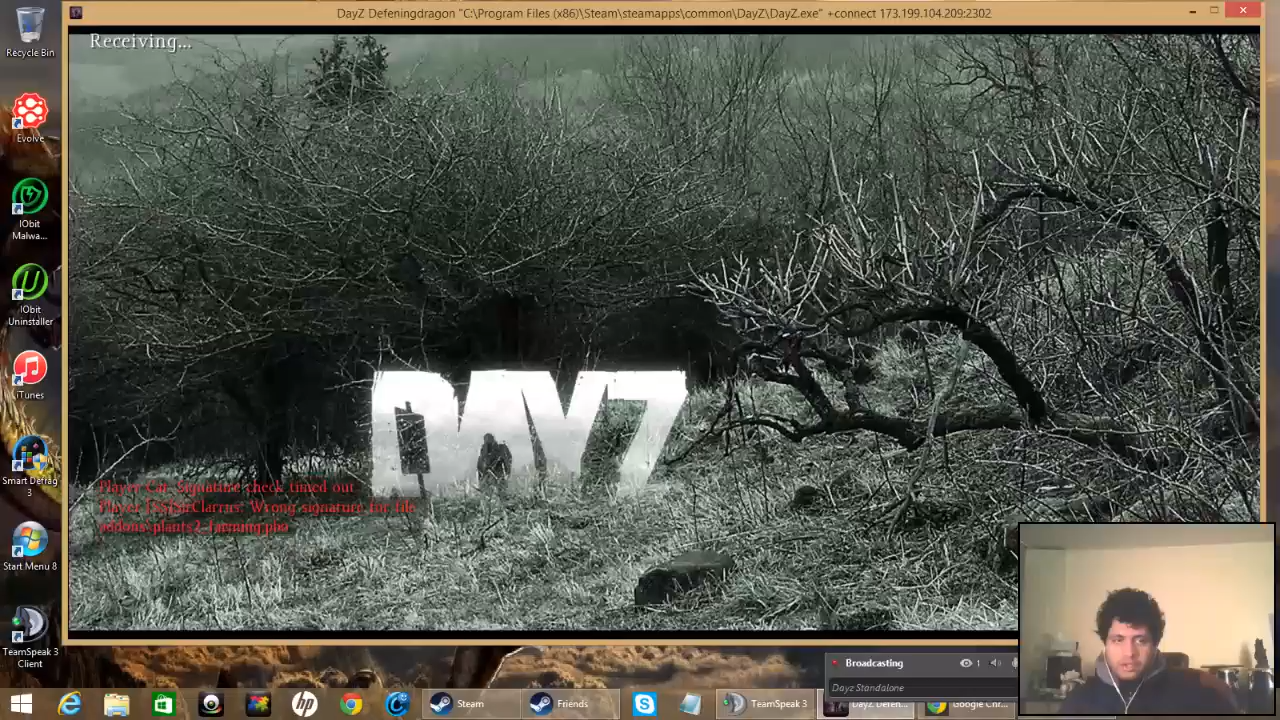 DayZ Defeningdragon "C:\Program Files (x86)\Steam\steamapps\common\DayZ\DayZ.exe" +connect 173.199.104.209:2302
Receiving...
Recycle Bin
Evolve
IObit
Malwa...
IObit
Uninstaller
iTunes
Smart Defrag
3
Start Menu 8
TeamSpeak 3
Client
DAYZ
Player Cat: Signature check timed out
Wrong signature for file
addons\plants2_farming.pbo
Broadcasting
1
Dayz Standalone
Steam
Friends
TeamSpeak 3
DayZ Defen...
Google Chr...